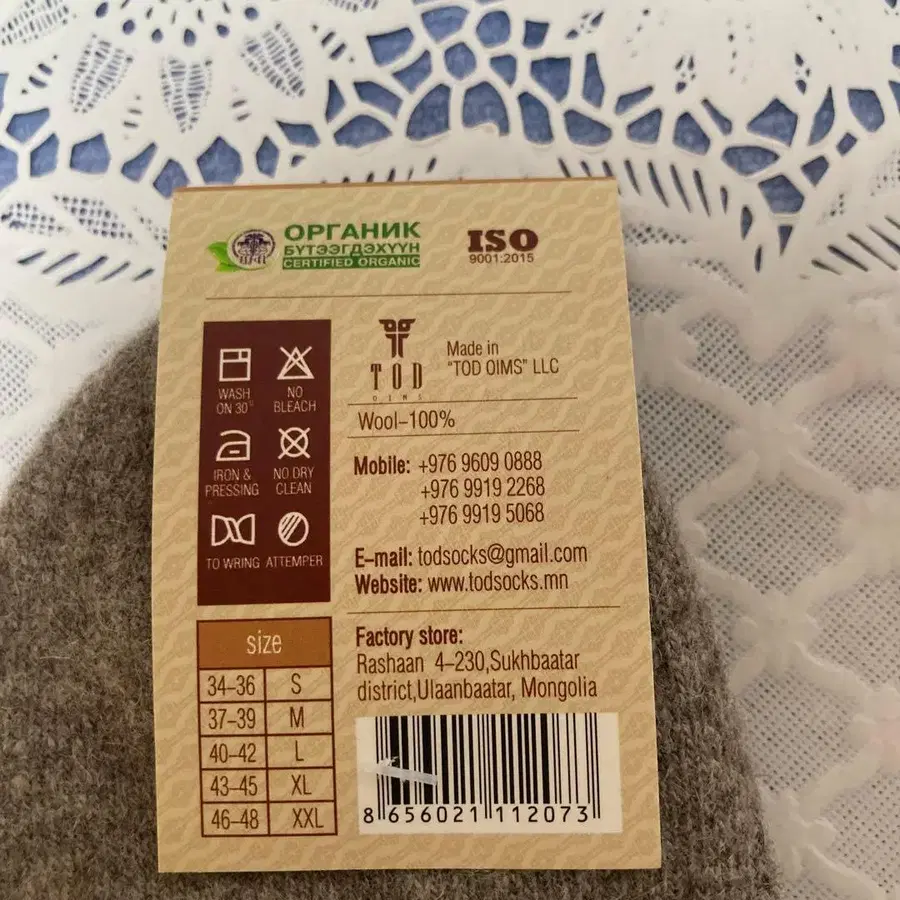 ОРГАНИК
БҮТЭЭГДЭХҮҮН
CERTIFIED ORGANIC
ISO
9001:2015
WASH
ON 30°
NO
BLEACH
IRON &
PRESSING
NO DRY
CLEAN
TO WRING
ATTEMPER
TOD
OIMS
Made in
"TOD OIMS" LLC
Wool-100%
Mobile: +976 9609 0888
+976 9919 2268
+976 9919 5068
E-mail: todsocks@gmail.com
Website: www.todsocks.mn
size
34-36 S
37-39 M
40-42 L
43-45 XL
46-48 XXL
Factory store:
Rashaan 4-230,Sukhbaatar
district,Ulaanbaatar, Mongolia
8 656021 112073